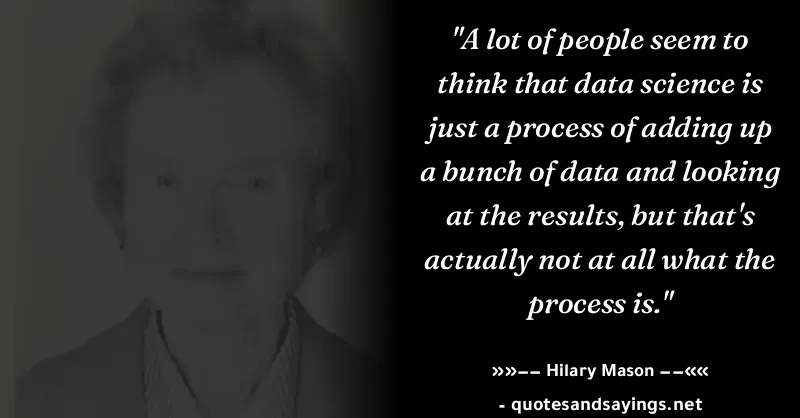 "A lot of people seem to
think that data science is
just a process of adding up
a bunch of data and looking
at the results, but that's
actually not at all what the
process is."
»»−− Hilary Mason −−««
- quotesandsayings.net